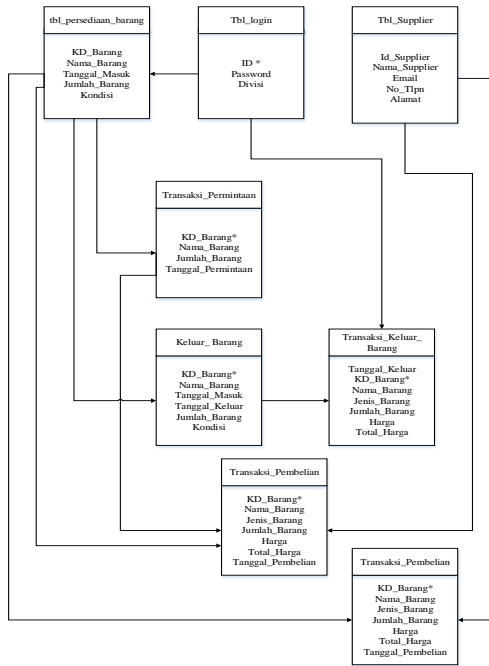 tbl_persediaan_barang
KD_Barang
Nama_Barang
Tanggal_Masuk
Jumlah_Barang
Kondisi
Tbl_login
ID *
Password
Divisi
Tbl_Supplier
Id_Supplier
Nama_Supplier
Email
No_Tlpn
Alamat
Transaksi_Permintaan
KD_Barang*
Nama_Barang
Jumlah_Barang
Tanggal_Permintaan
Keluar_ Barang
KD_Barang*
Nama_Barang
Tanggal_Masuk
Tanggal_Keluar
Jumlah_Barang
Kondisi
Transaksi_Keluar_
Barang
Tanggal_Keluar
KD_Barang*
Nama_Barang
Jenis_Barang
Jumlah_Barang
Harga
Total_Harga
Transaksi_Pembelian
KD_Barang*
Nama_Barang
Jenis_Barang
Jumlah_Barang
Harga
Total_Harga
Tanggal_Pembelian
Transaksi_Pembelian
KD_Barang*
Nama_Barang
Jenis_Barang
Jumlah_Barang
Harga
Total_Harga
Tanggal_Pembelian